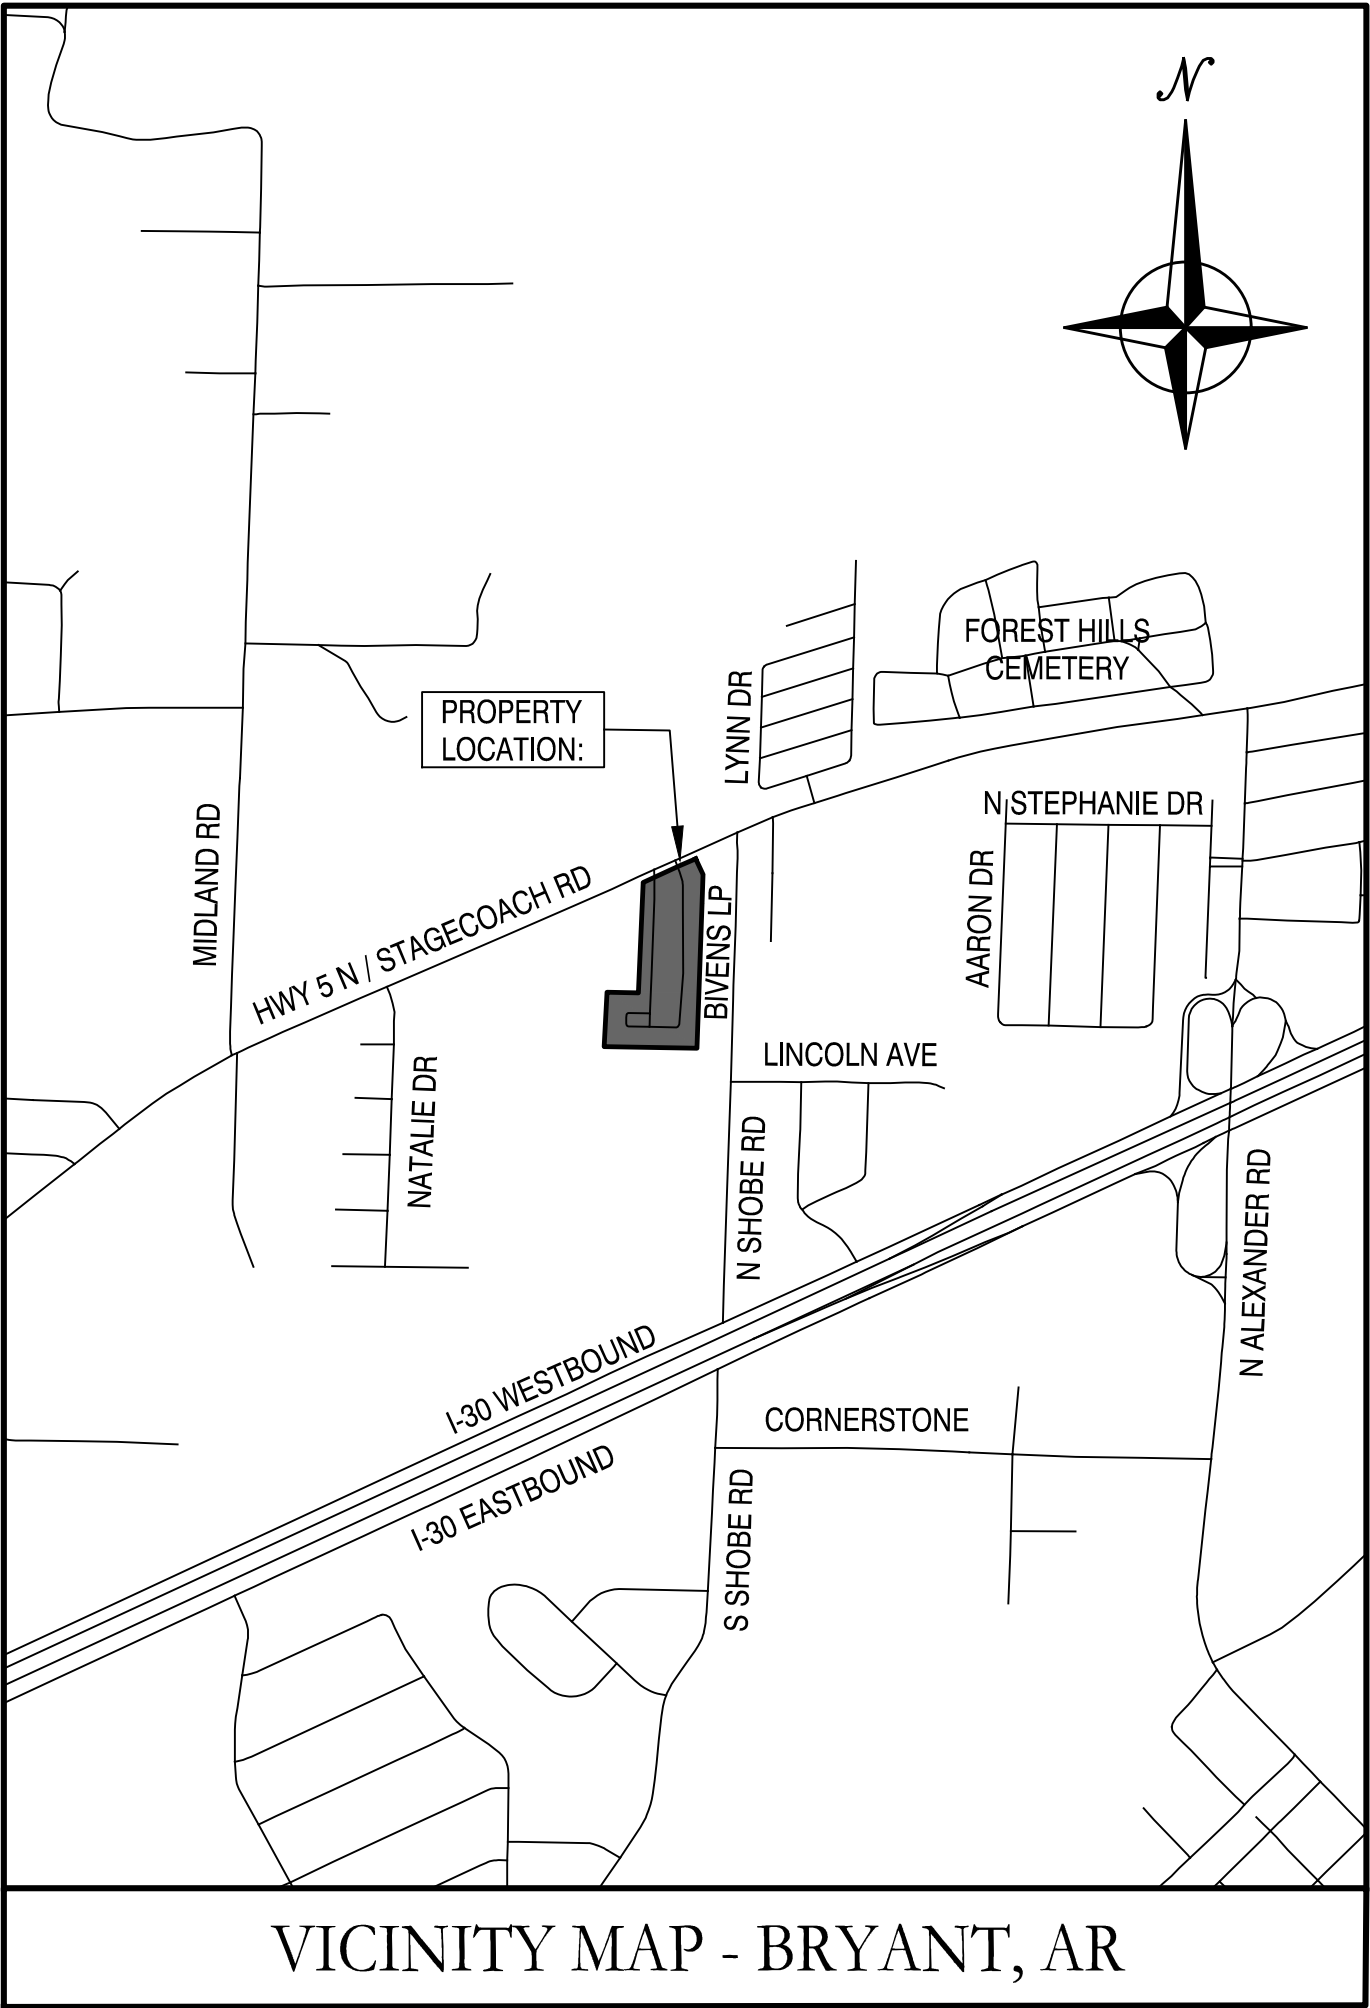 N
FOREST HILLS
CEMETERY
PROPERTY
LOCATION:
LYNN DR
N STEPHANIE DR
MIDLAND RD
HWY 5 N / STAGECOACH RD
BIVENS LP
AARON DR
LINCOLN AVE
NATALIE DR
N SHOBE RD
N ALEXANDER RD
I-30 WESTBOUND
CORNERSTONE
I-30 EASTBOUND
S SHOBE RD
VICINITY MAP - BRYANT, AR